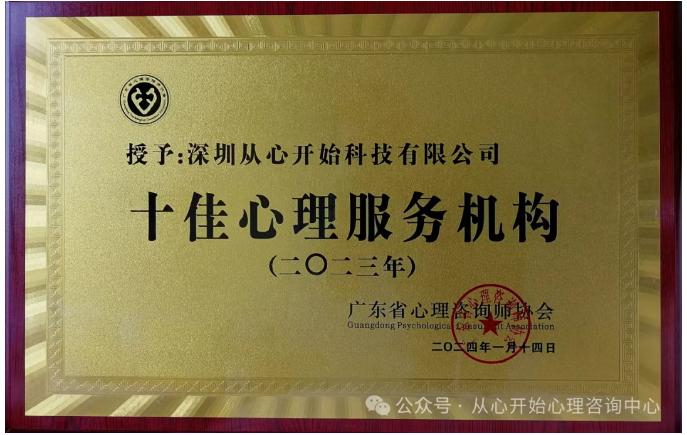 授予:深圳从心开始科技有限公司
十佳心理服务机构
(二〇二三年)
广东省心理咨询师协会
Guangdong Psychological Consultant Association
二〇二四年一月十四日
公众号·从心开始心理咨询中心